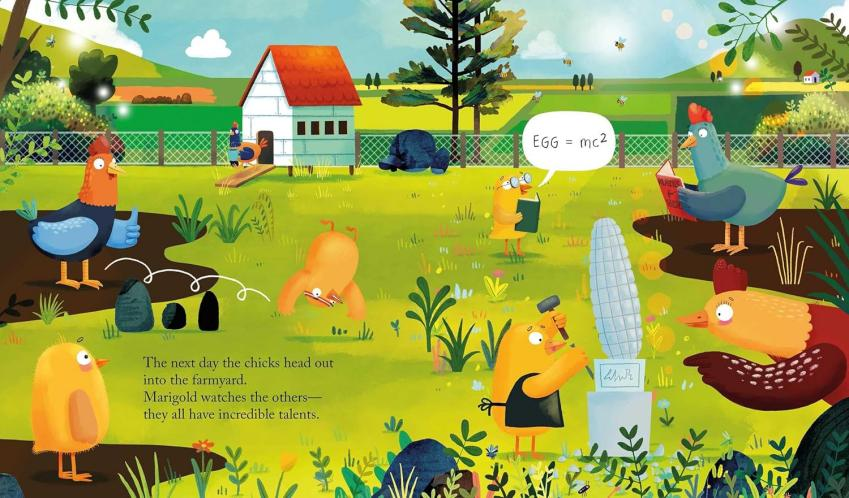 EGG = mc²
The next day the chicks head out
into the farmyard.
Marigold watches the others—
they all have incredible talents.